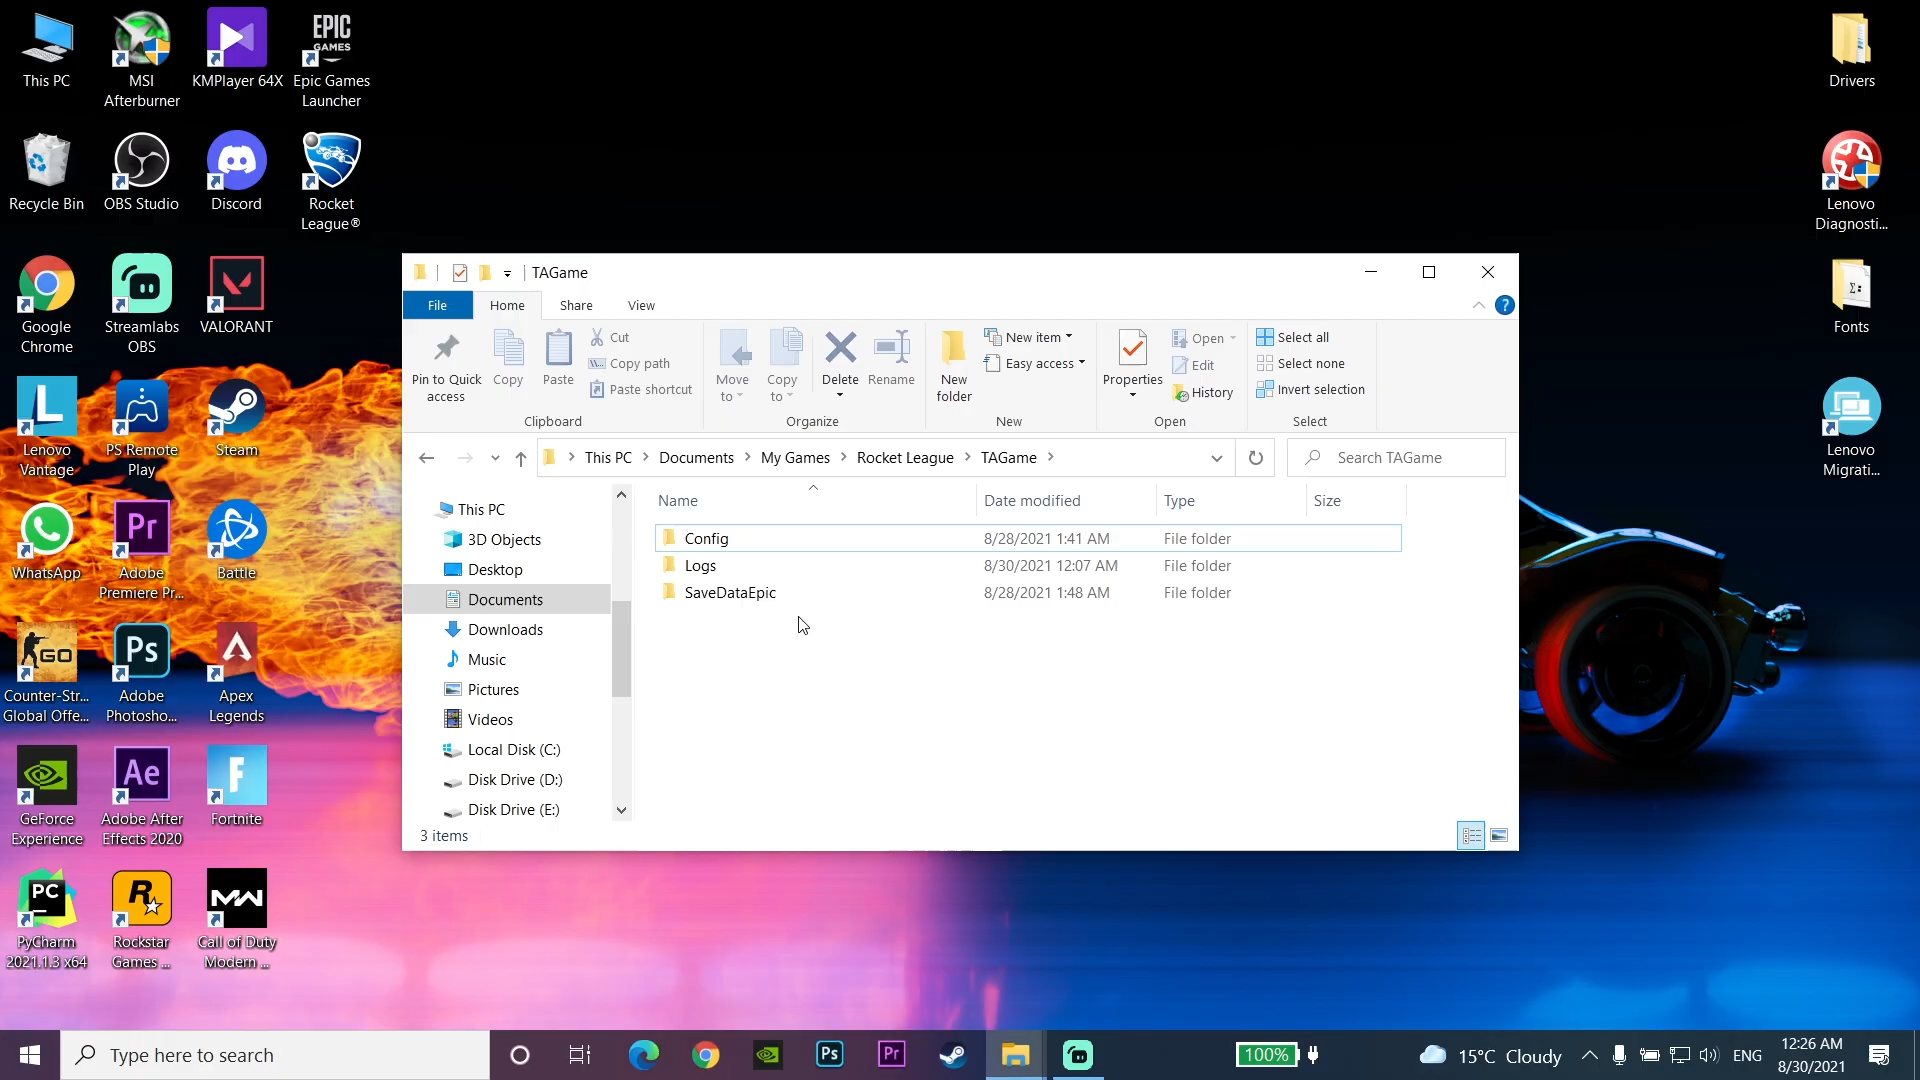 This PC
MSI
Afterburner
KMPlayer 64X
EPIC
GAMES
Epic Games
Launcher
Drivers
Recycle Bin
OBS Studio
Discord
Rocket
League®
Lenovo
Diagnosti...
Google
Chrome
Streamlabs
OBS
VALORANT
Fonts
L
Lenovo
Vantage
PS Remote
Play
Steam
Lenovo
Migrati...
WhatsApp
Pr
Adobe
Premiere Pr...
Battle
GO
Counter-Str...
Global Offe...
Ps
Adobe
Photosho...
Apex
Legends
GeForce
Experience
Ae
Adobe After
Effects 2020
F
Fortnite
PC
PyCharm
2021.1.3 x64
R
Rockstar
Games ...
MW
Call of Duty
Modern ...
TAGame
File
Home
Share
View
?
Pin to Quick
access
Copy
Paste
Cut
Copy path
Paste shortcut
Clipboard
Move
to
Copy
to
Delete
Rename
Organize
New
folder
New item
Easy access
New
Properties
Open
Edit
History
Open
Select all
Select none
Invert selection
Select
This PC > Documents > My Games > Rocket League > TAGame >
Search TAGame
This PC
3D Objects
Desktop
Documents
Downloads
Music
Pictures
Videos
Local Disk (C:)
Disk Drive (D:)
Disk Drive (E:)
Name Date modified Type Size
Config 8/28/2021 1:41 AM File folder
Logs 8/30/2021 12:07 AM File folder
SaveDataEpic 8/28/2021 1:48 AM File folder
3 items
Type here to search
Ps
Pr
100%
15°C Cloudy
ENG
12:26 AM
8/30/2021